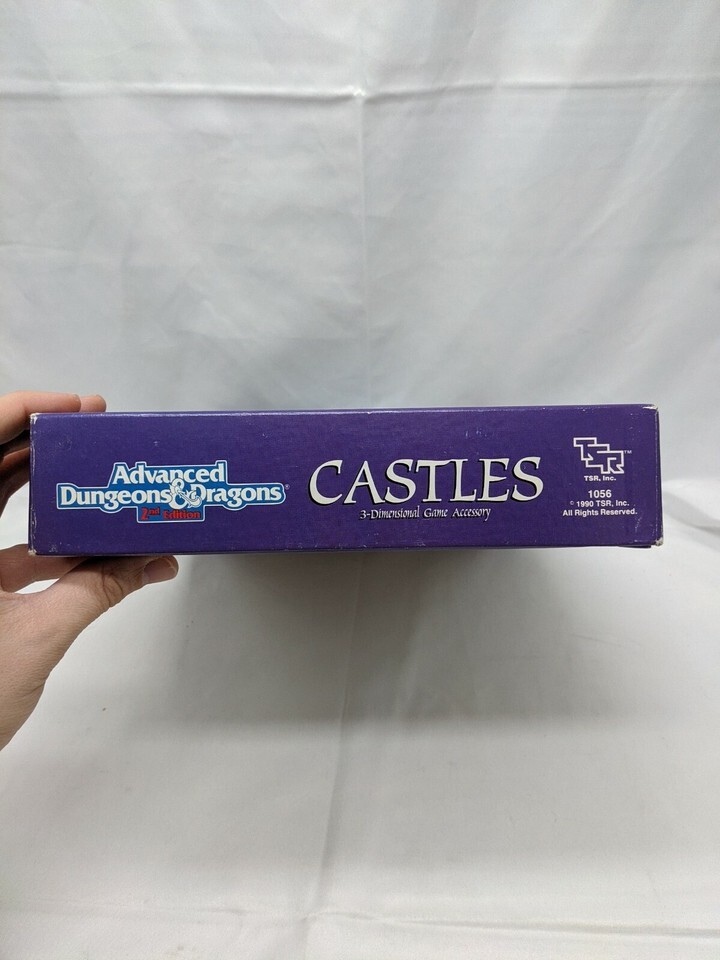 Advanced
Dungeons & Dragons®
2nd Edition
CASTLES
3-Dimensional Game Accessory
TSR™
TSR, Inc.
1056
© 1990 TSR, Inc.
All Rights Reserved.